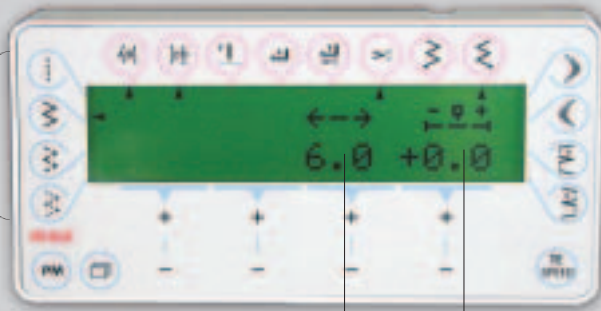 6.0 +0.0
+ + + +
- - - -
PM